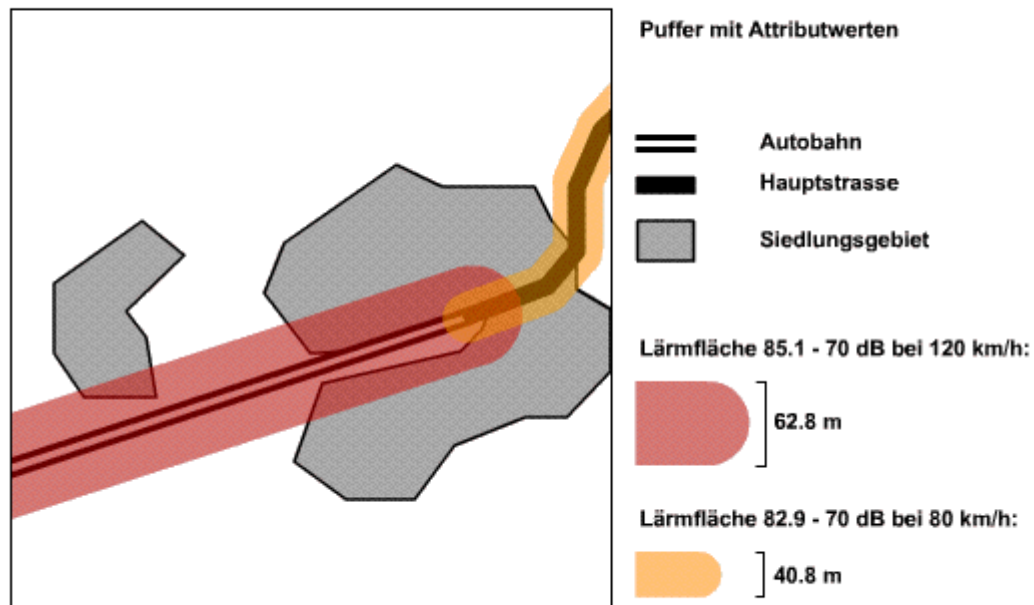 Puffer mit Attributwerten
Autobahn
Hauptstrasse
Siedlungsgebiet
Lärmfläche 85.1 - 70 dB bei 120 km/h:
62.8 m
Lärmfläche 82.9 - 70 dB bei 80 km/h:
40.8 m